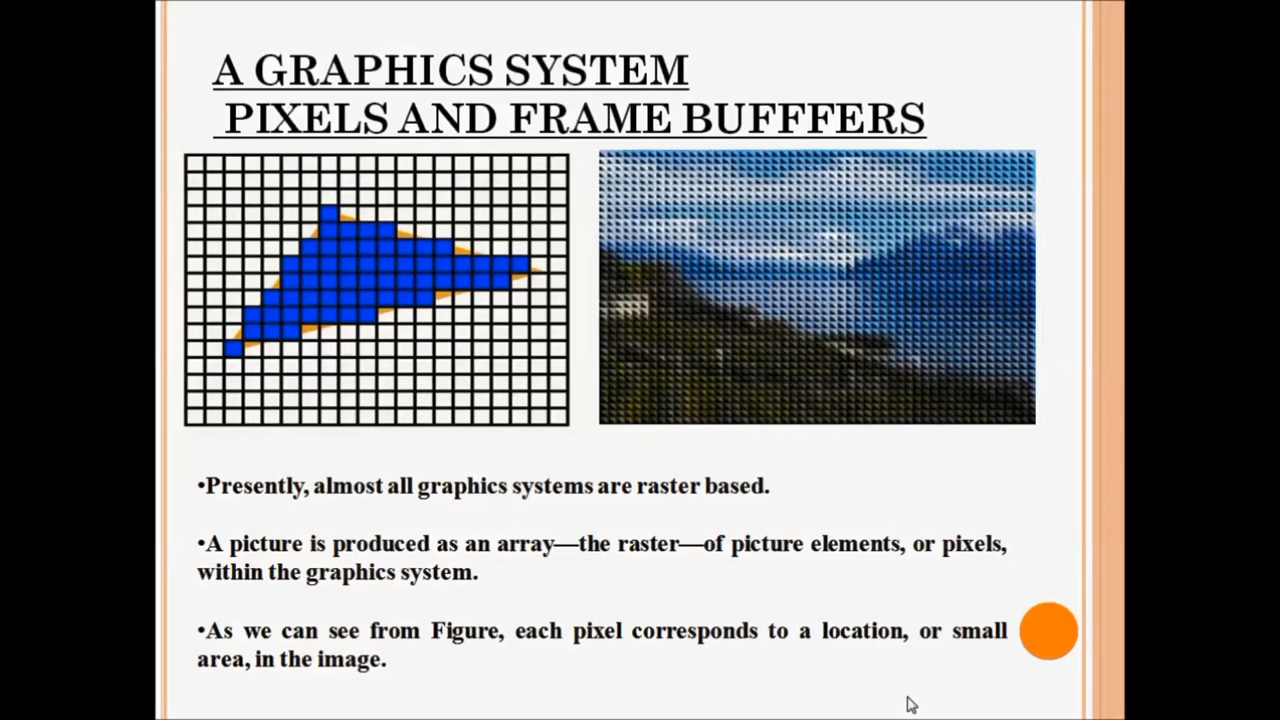 A GRAPHICS SYSTEM
PIXELS AND FRAME BUFFFERS
•Presently, almost all graphics systems are raster based.
•A picture is produced as an array—the raster—of picture elements, or pixels,
within the graphics system.
•As we can see from Figure, each pixel corresponds to a location, or small
area, in the image.